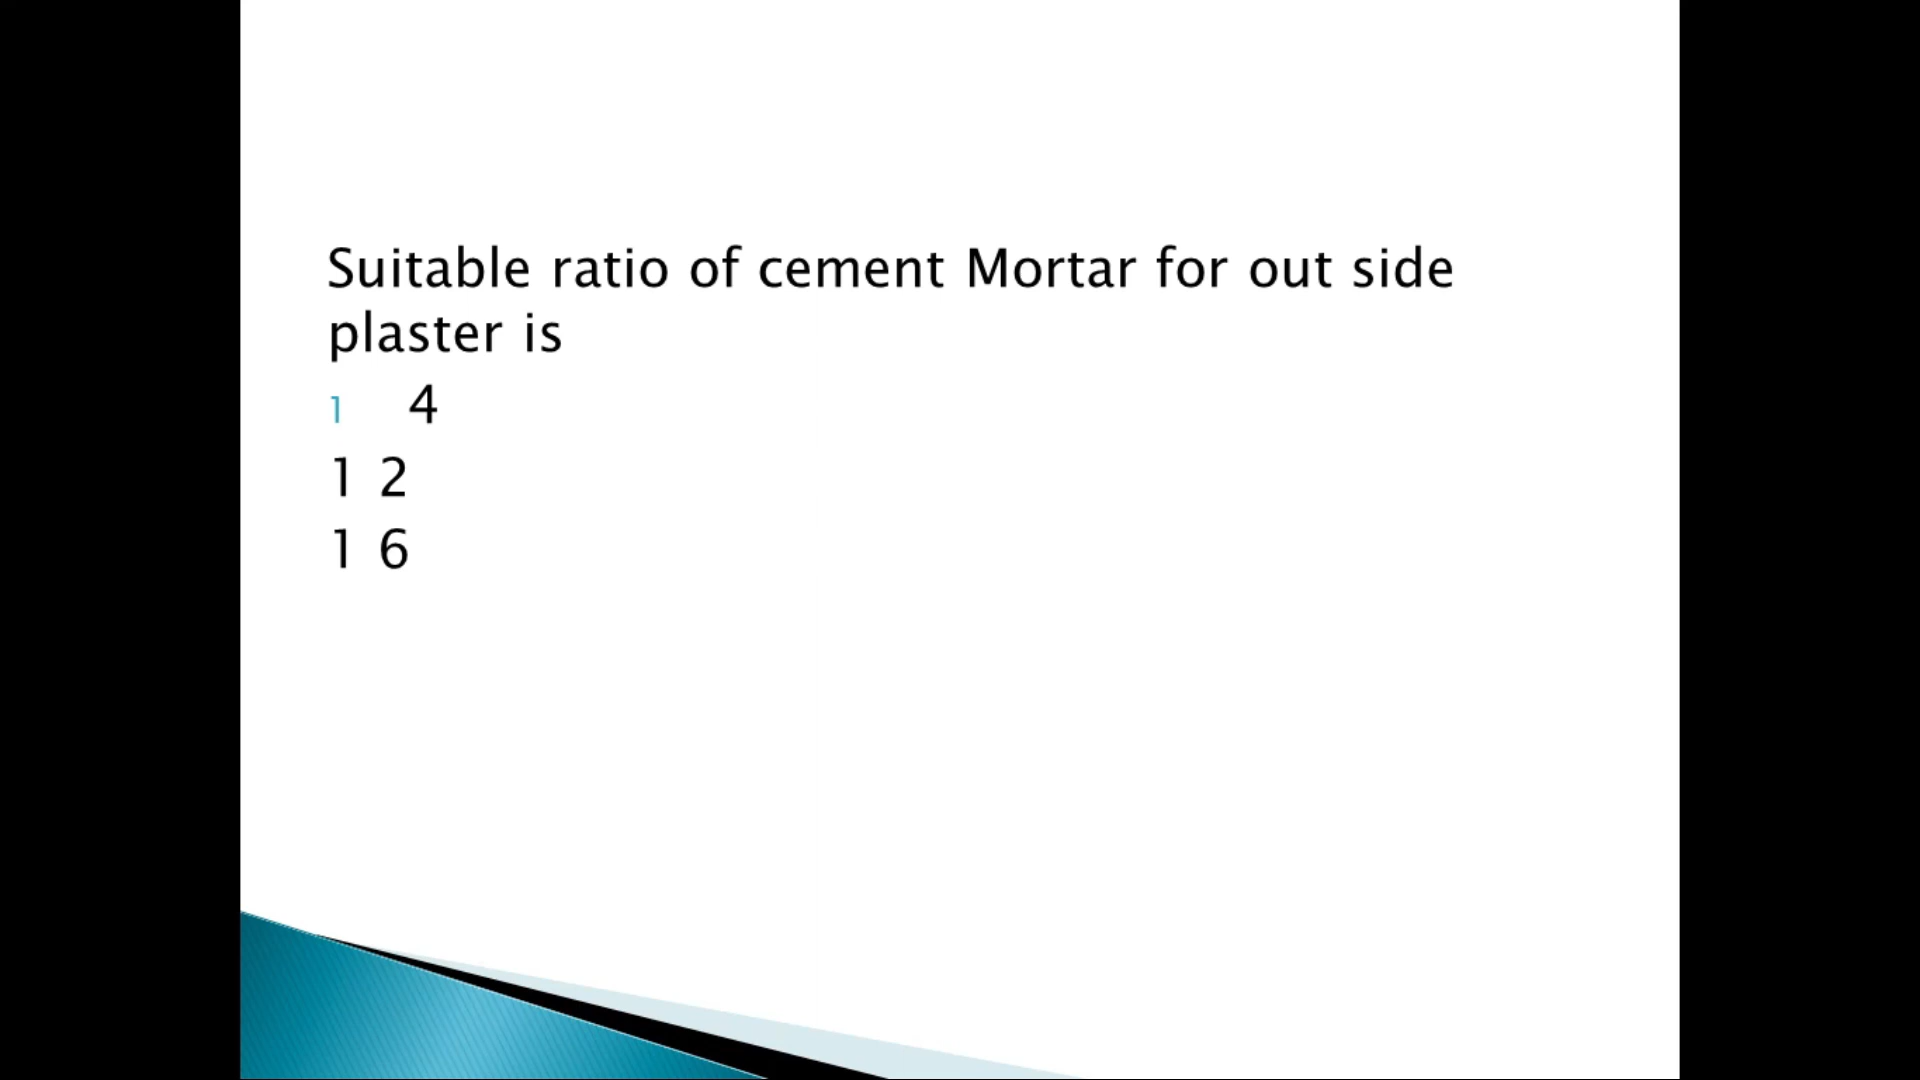 Suitable ratio of cement Mortar for out side
plaster is
1 4
1 2
1 6